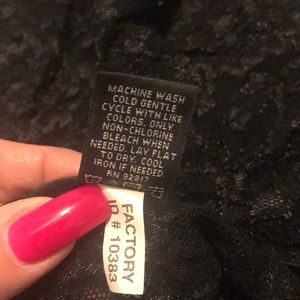 MACHINE WASH
COLD GENTLE
CYCLE WITH LIKE
COLORS. ONLY
NON-CHLORINE
BLEACH WHEN
NEEDED. LAY FLAT
TO DRY. COOL
IRON IF NEEDED.
RN 92817
FACTORY
ID # 10383